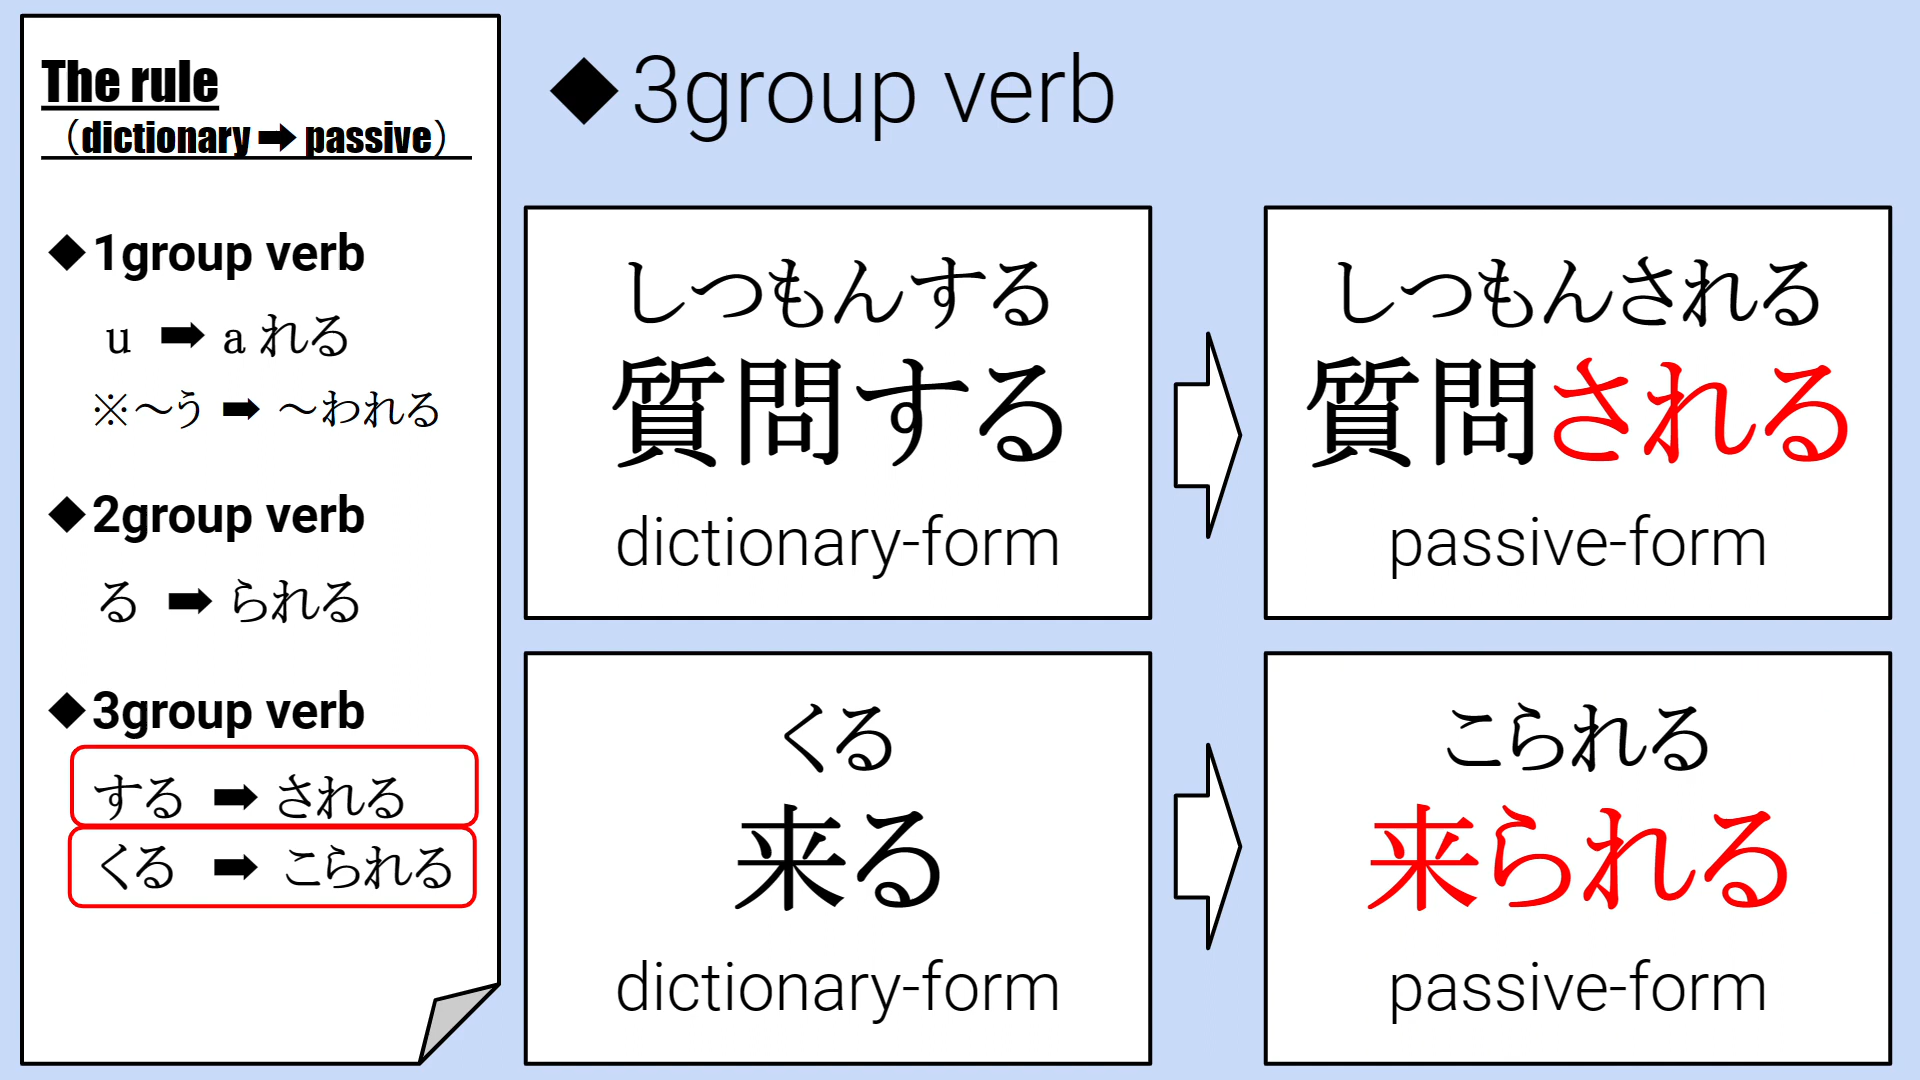 The rule
（dictionary➡passive）
◆1group verb
u ➡ a れる
※～う ➡ ～われる
◆2group verb
る ➡ られる
◆3group verb
する ➡ される
くる ➡ こられる
◆3group verb
しつもんする
質問する
dictionary-form
しつもんされる
質問される
passive-form
くる
来る
dictionary-form
こられる
来られる
passive-form